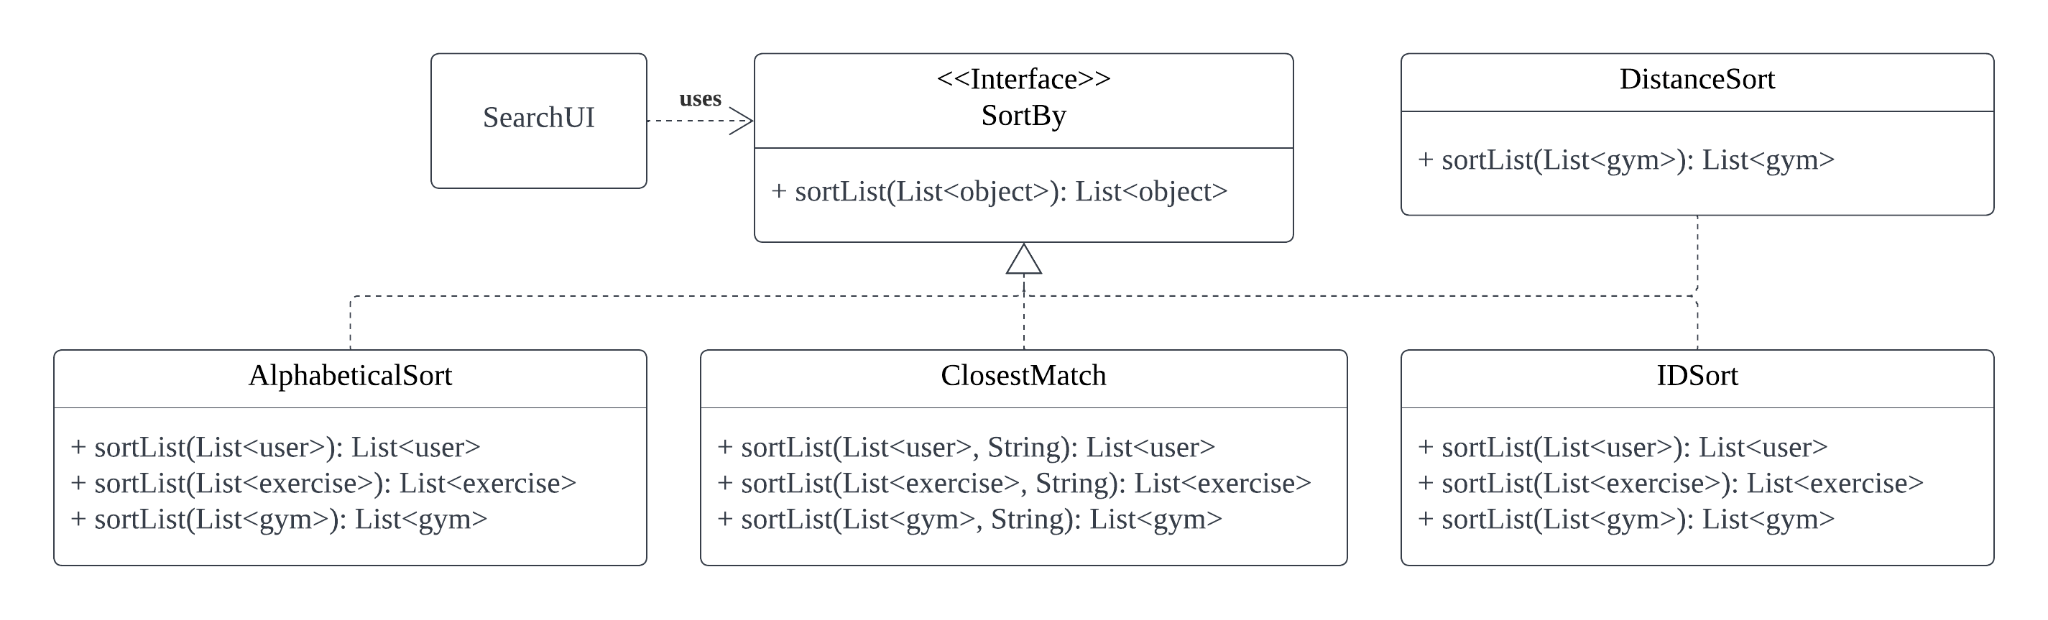 SearchUI
uses
<<Interface>>
SortBy
+ sortList(List<object>): List<object>
DistanceSort
+ sortList(List<gym>): List<gym>
AlphabeticalSort
+ sortList(List<user>): List<user>
+ sortList(List<exercise>): List<exercise>
+ sortList(List<gym>): List<gym>
ClosestMatch
+ sortList(List<user>, String): List<user>
+ sortList(List<exercise>, String): List<exercise>
+ sortList(List<gym>, String): List<gym>
IDSort
+ sortList(List<user>): List<user>
+ sortList(List<exercise>): List<exercise>
+ sortList(List<gym>): List<gym>